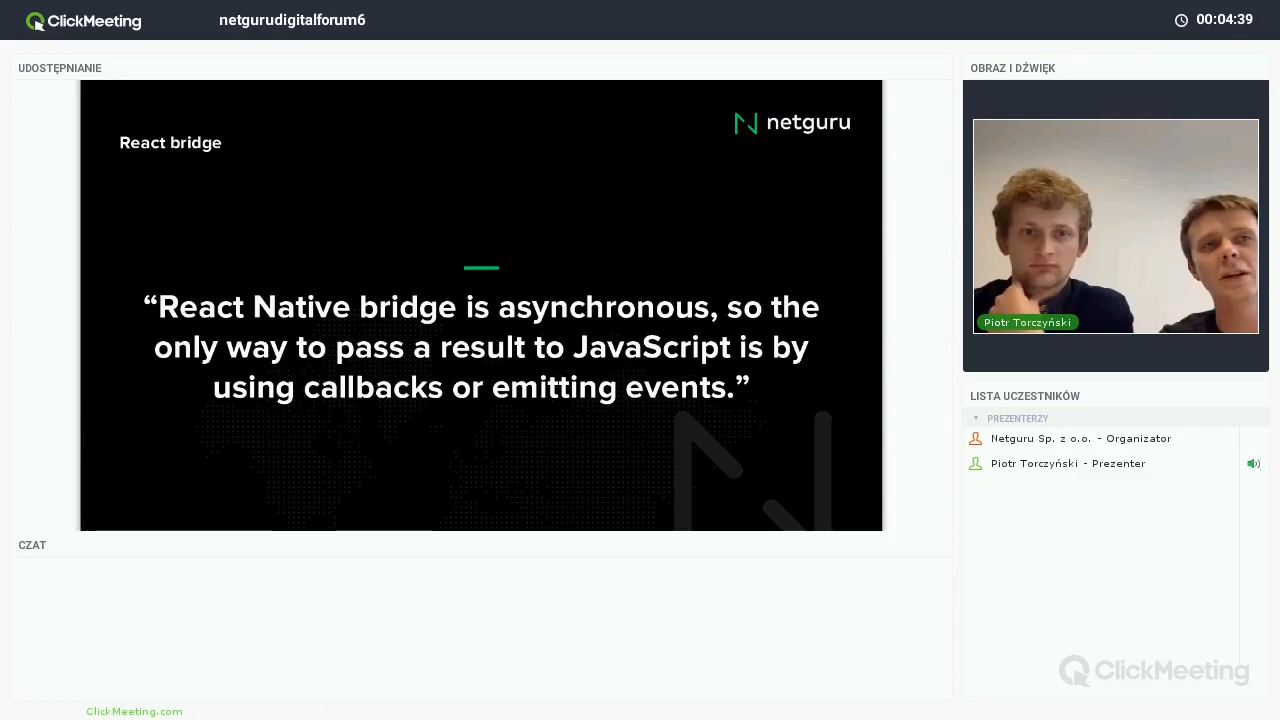 ClickMeeting
netgurudigitalforum6
00:04:39
UDOSTĘPNIANIE
React bridge
netguru
“React Native bridge is asynchronous, so the
only way to pass a result to JavaScript is by
using callbacks or emitting events.”
CZAT
OBRAZ I DŹWIĘK
Piotr Torczyński
LISTA UCZESTNIKÓW
PREZENTERZY
Netguru Sp. z o.o. - Organizator
Piotr Torczyński - Prezenter
ClickMeeting
ClickMeeting.com